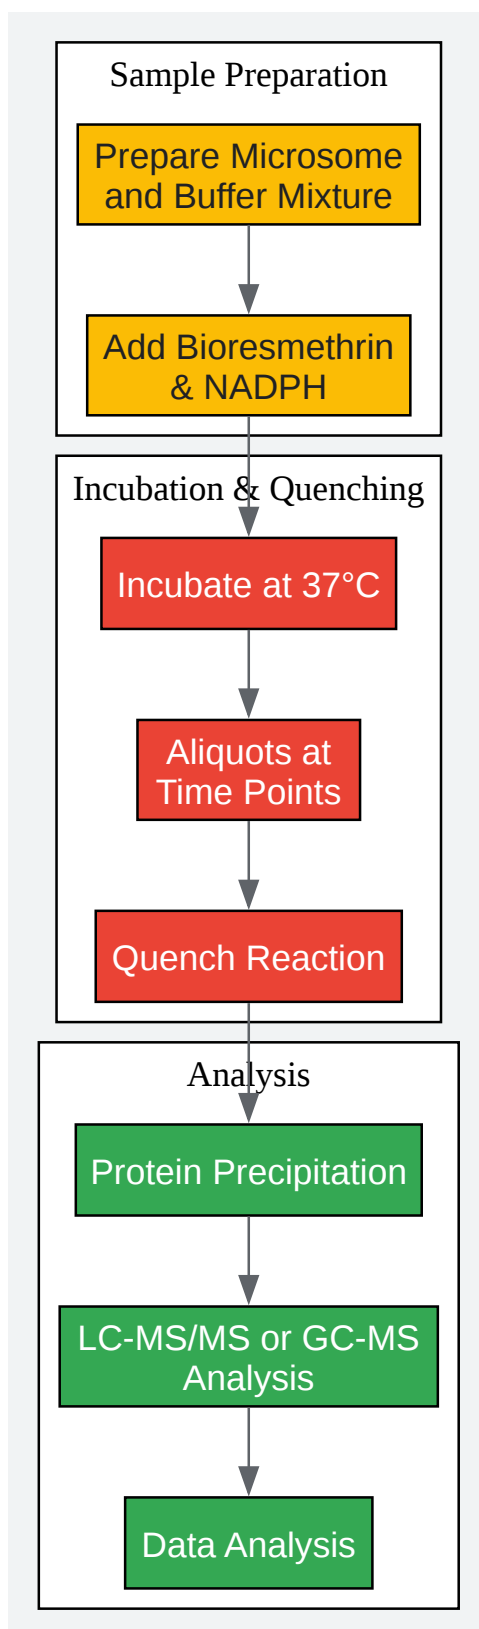 Sample Preparation
Prepare Microsome
and Buffer Mixture
Add Bioresmethrin
& NADPH
Incubation & Quenching
Incubate at 37°C
Aliquots at
Time Points
Quench Reaction
Analysis
Protein Precipitation
LC-MS/MS or GC-MS
Analysis
Data Analysis